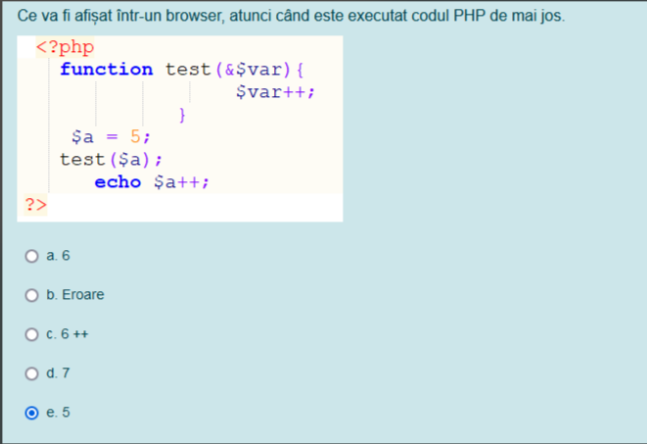 Ce va fi afișat într-un browser, atunci când este executat codul PHP de mai jos.
<?php
function test(&$var){
$var++;
}
$a = 5;
test($a);
echo $a++;
?>
a. 6
b. Eroare
c. 6 ++
d. 7
e. 5